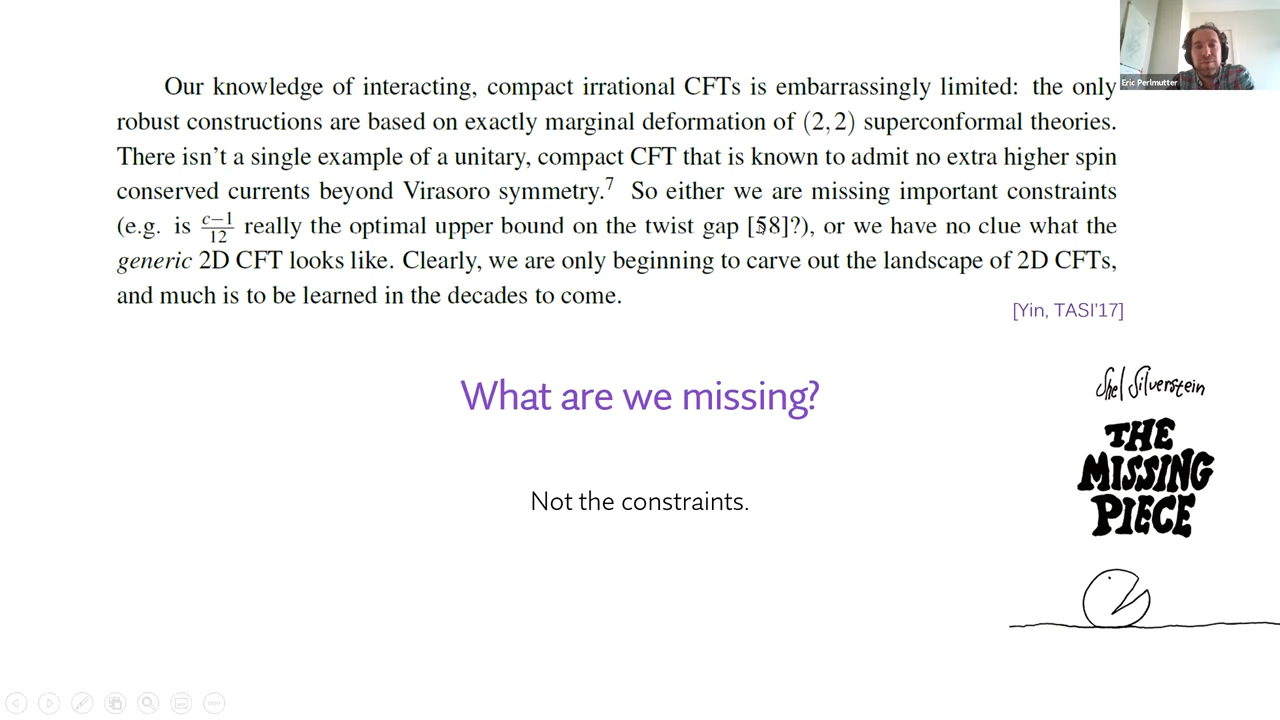 Eric Perlmutter
Our knowledge of interacting, compact irrational CFTs is embarrassingly limited: the only
robust constructions are based on exactly marginal deformation of (2,2) superconformal theories.
There isn't a single example of a unitary, compact CFT that is known to admit no extra higher spin
conserved currents beyond Virasoro symmetry.⁷ So either we are missing important constraints
(e.g. is \frac{c-1}{12} really the optimal upper bound on the twist gap [58]?), or we have no clue what the
generic 2D CFT looks like. Clearly, we are only beginning to carve out the landscape of 2D CFTs,
and much is to be learned in the decades to come.
[Yin, TASI'17]
What are we missing?
Shel Silverstein
THE
MISSING
PIECE
Not the constraints.